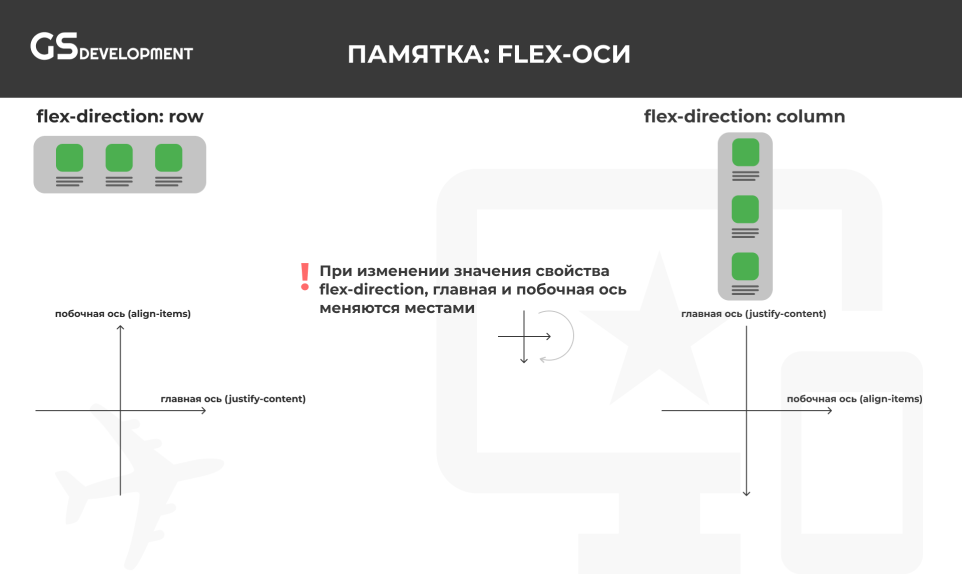 GS DEVELOPMENT
ПАМЯТКА: FLEX-ОСИ
flex-direction: row
flex-direction: column
! При изменении значения свойства
flex-direction, главная и побочная ось
меняются местами
побочная ось (align-items)
главная ось (justify-content)
главная ось (justify-content)
побочная ось (align-items)